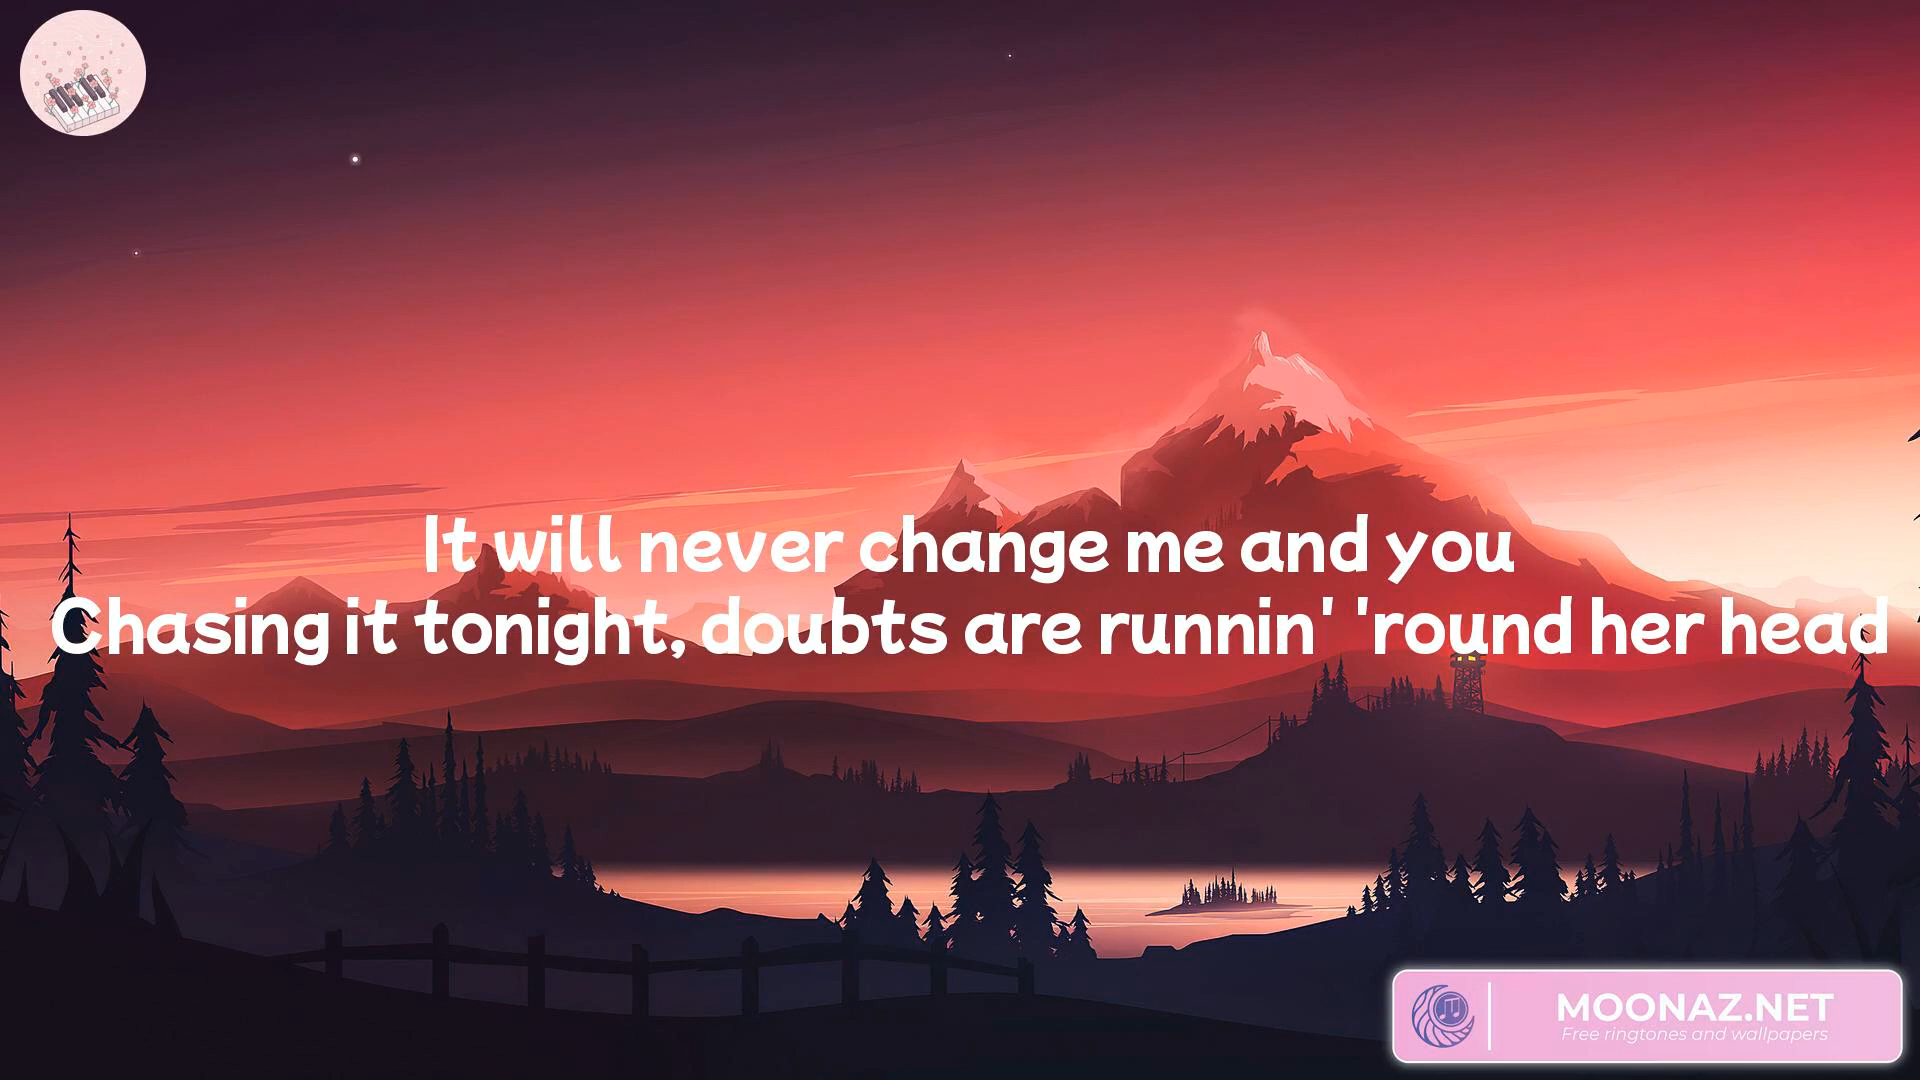 It will never change me and you
Chasing it tonight, doubts are runnin' 'round her head
MOONAZ.NET
Free ringtones and wallpapers